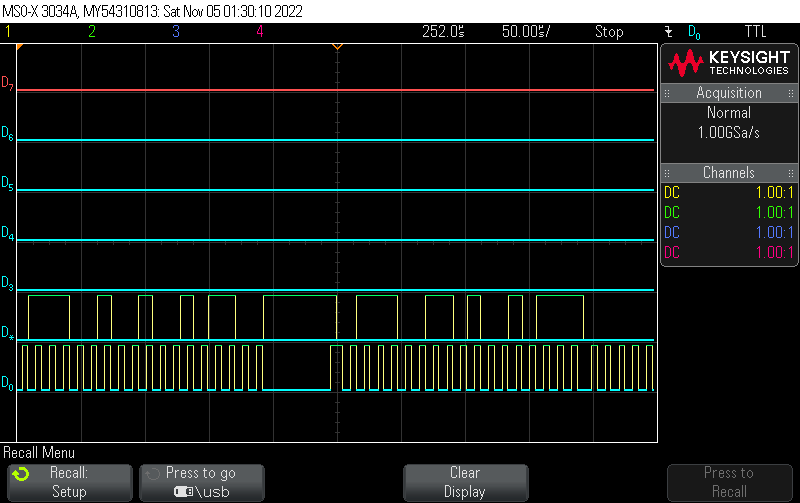 MSO-X 3034A, MY54310813: Sat Nov 05 01:30:10 2022
1 2 3 4 252.0µs 50.00µs/ Stop D0 TTL
KEYSIGHT
TECHNOLOGIES
Acquisition
Normal
1.00GSa/s
Channels
DC 1.00:1
DC 1.00:1
DC 1.00:1
DC 1.00:1
D7
D6
D5
D4
D3
D*
D0
Recall Menu
Recall:
Setup
Press to go
\usb
Clear
Display
Press to
Recall